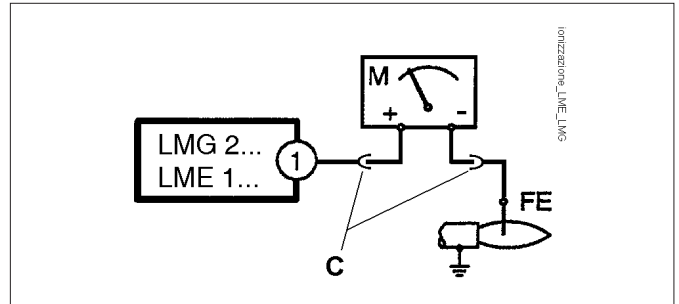 M
+ -
LMG 2...
LME 1...
1
FE
C
ionizzazione_LME_LMG